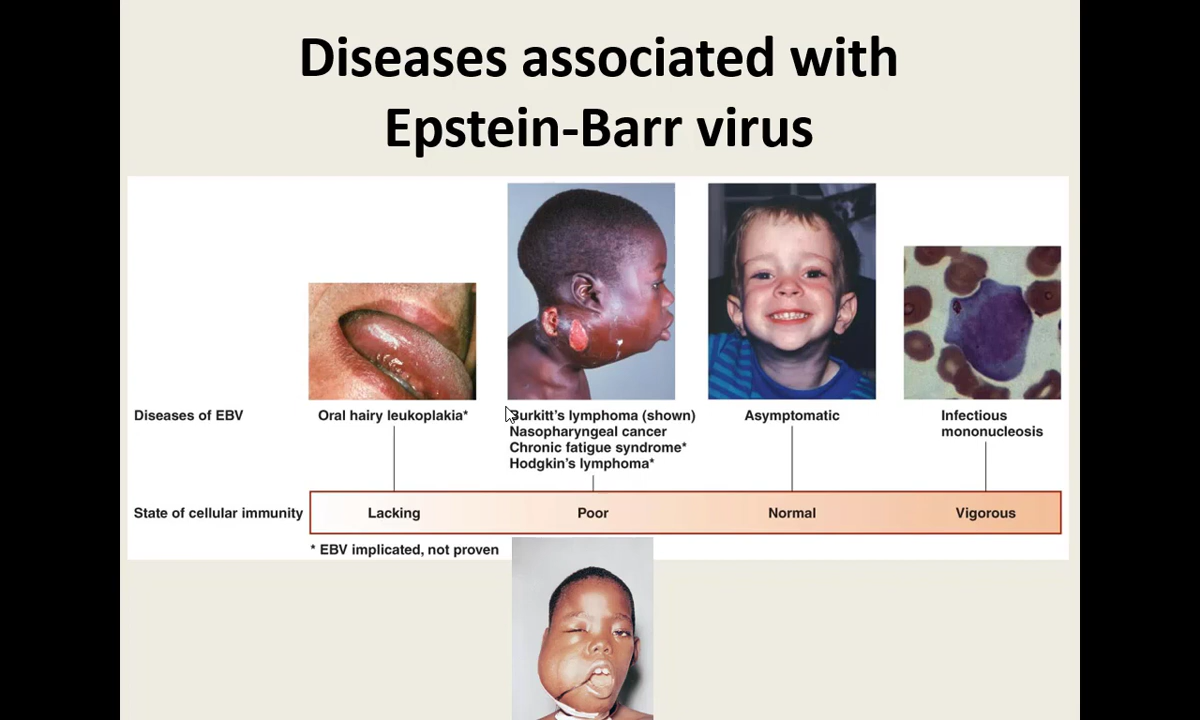 Diseases associated with
Epstein-Barr virus
Diseases of EBV
Oral hairy leukoplakia*
Burkitt's lymphoma (shown)
Nasopharyngeal cancer
Chronic fatigue syndrome*
Hodgkin's lymphoma*
Asymptomatic
Infectious
mononucleosis
State of cellular immunity
Lacking
Poor
Normal
Vigorous
* EBV implicated, not proven